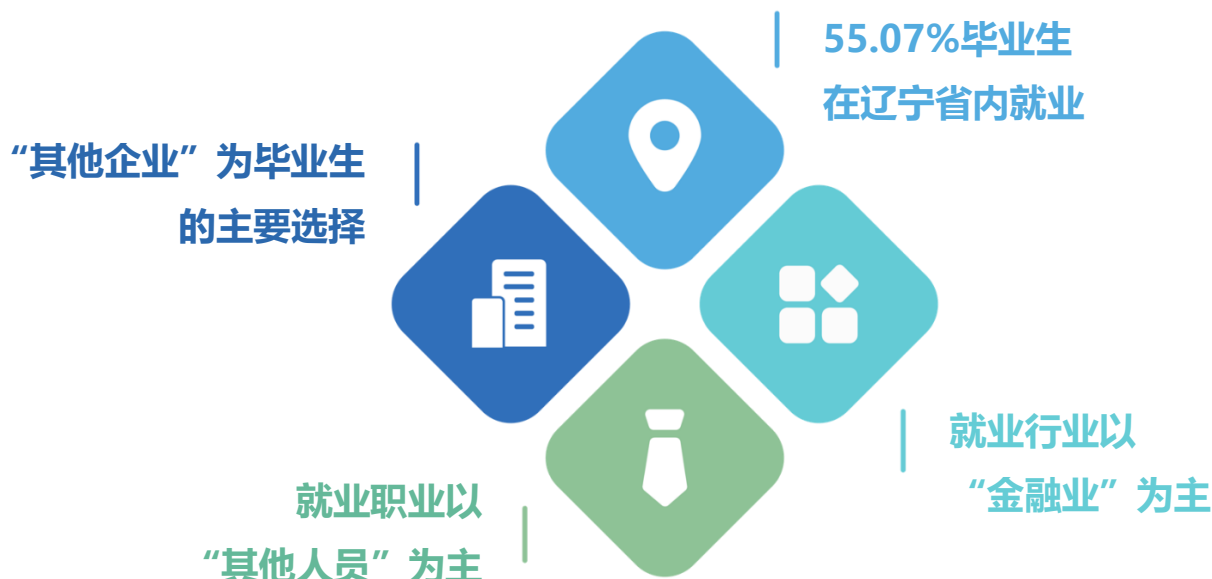 55.07%毕业生
在辽宁省内就业
“其他企业”为毕业生
的主要选择
就业行业以
“金融业”为主
就业职业以
“其他人员”为主